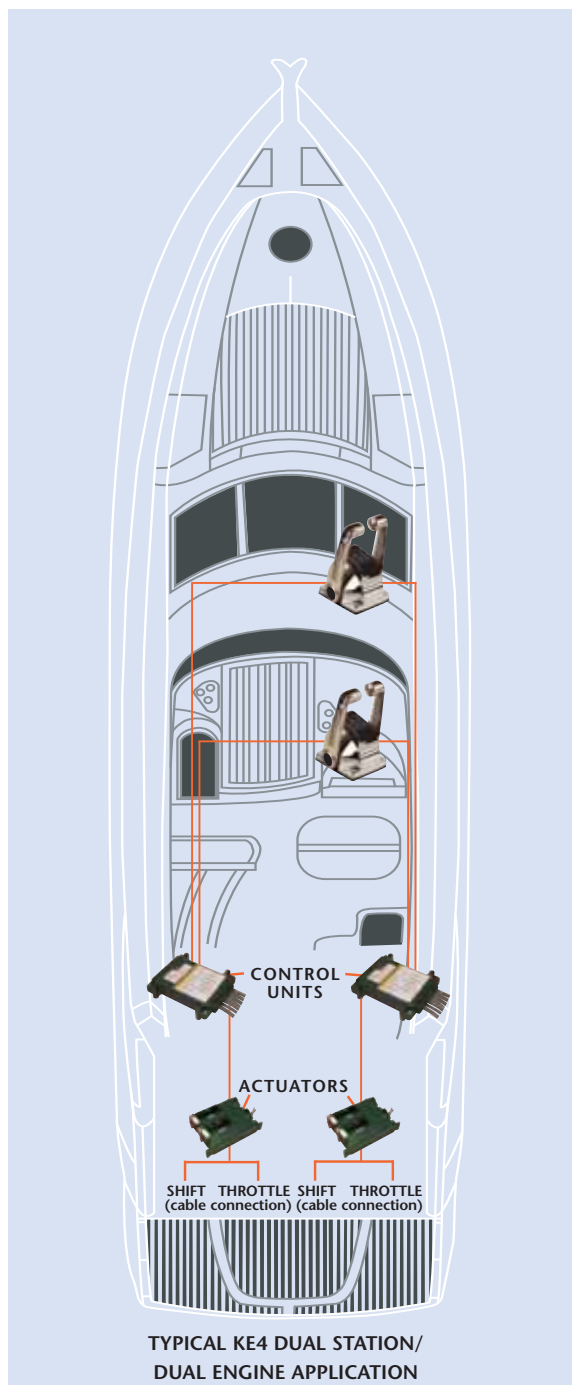 CONTROL
UNITS
ACTUATORS
SHIFT THROTTLE SHIFT THROTTLE
(cable connection) (cable connection)
TYPICAL KE4 DUAL STATION/
DUAL ENGINE APPLICATION